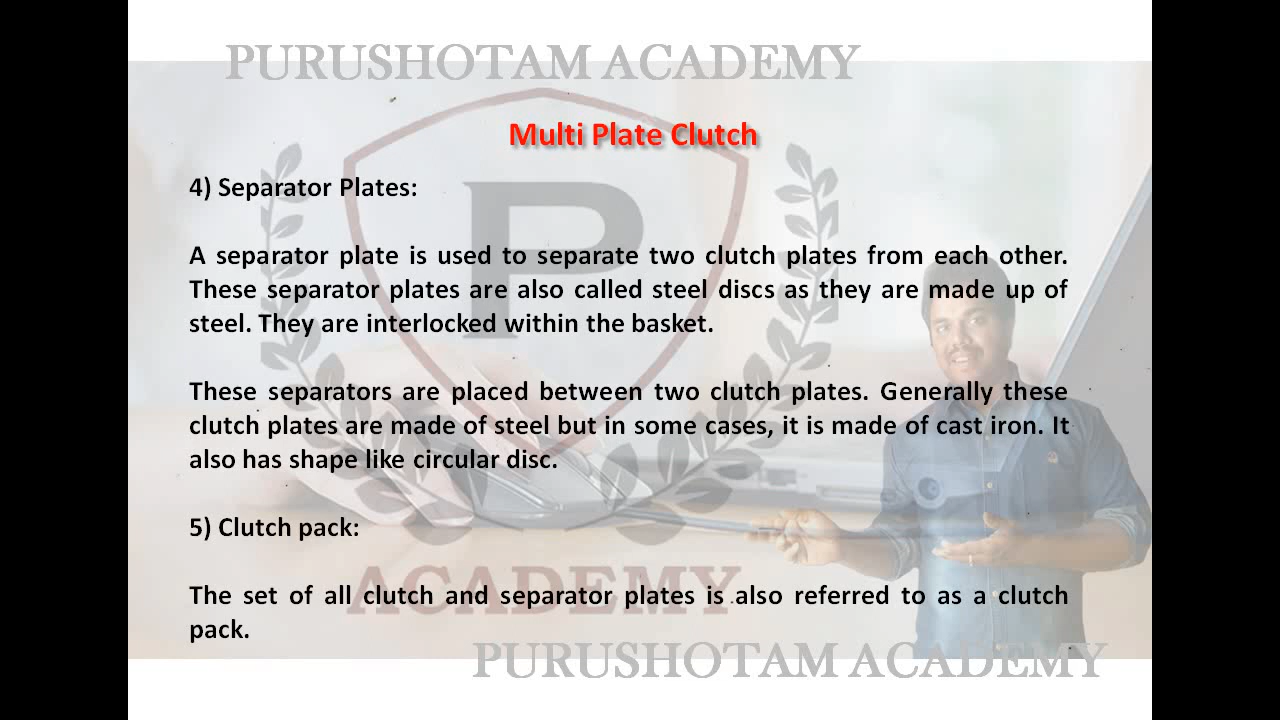 PURUSHOTAM ACADEMY
Multi Plate Clutch
4) Separator Plates:
A separator plate is used to separate two clutch plates from each other.
These separator plates are also called steel discs as they are made up of
steel. They are interlocked within the basket.
These separators are placed between two clutch plates. Generally these
clutch plates are made of steel but in some cases, it is made of cast iron. It
also has shape like circular disc.
5) Clutch pack:
ACADEMY
The set of all clutch and separator plates is also referred to as a clutch
pack.
PURUSHOTAM ACADEMY